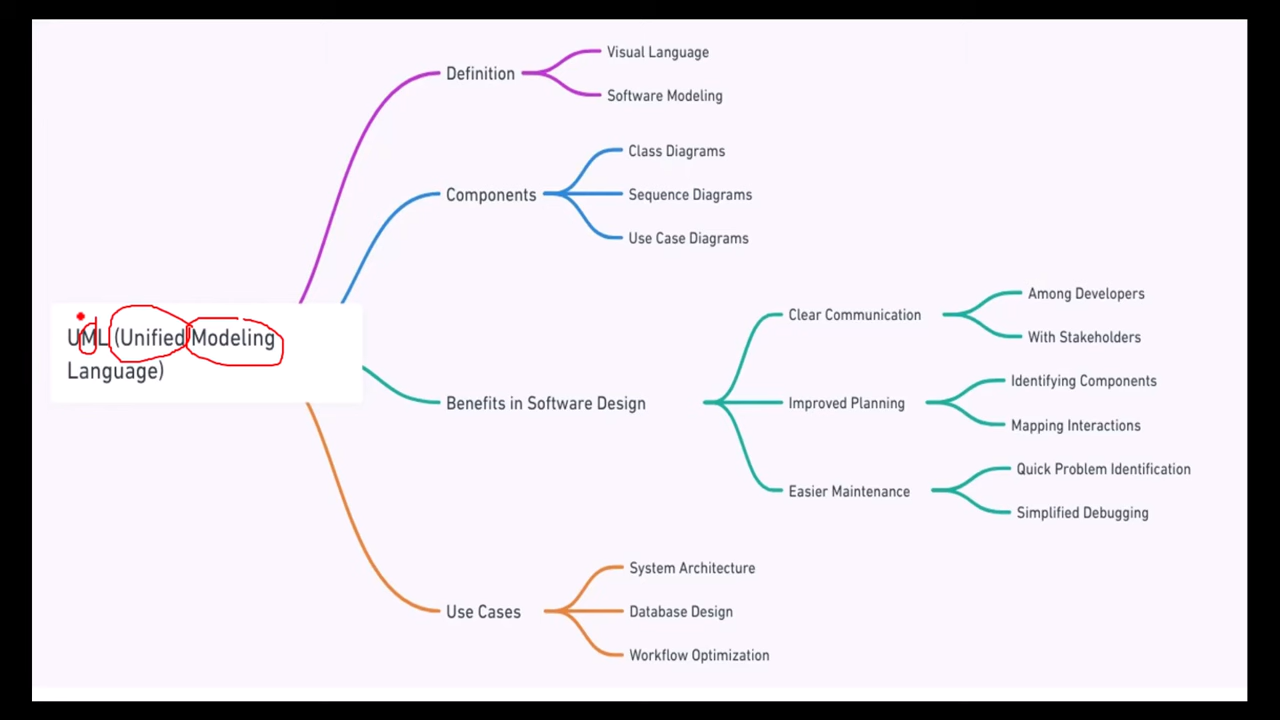 UML (Unified Modeling
Language)
Definition
Visual Language
Software Modeling
Components
Class Diagrams
Sequence Diagrams
Use Case Diagrams
Benefits in Software Design
Clear Communication
Among Developers
With Stakeholders
Improved Planning
Identifying Components
Mapping Interactions
Easier Maintenance
Quick Problem Identification
Simplified Debugging
Use Cases
System Architecture
Database Design
Workflow Optimization